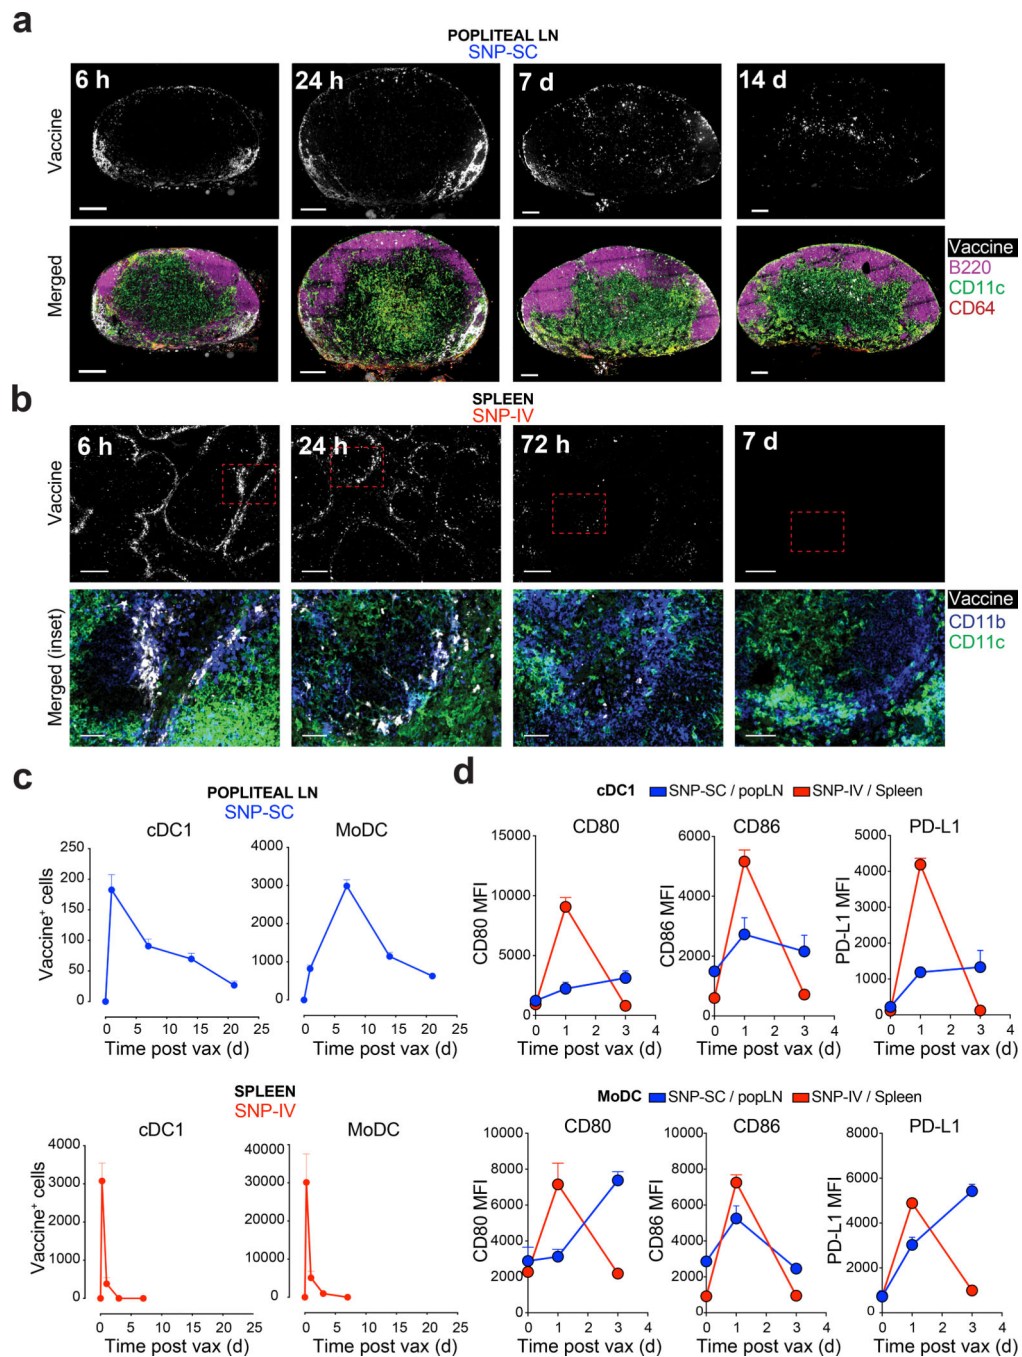 a
POPLITEAL LN
SNP-SC
6 h
24 h
7 d
14 d
Vaccine
Merged
Vaccine
B220
CD11c
CD64
b
SPLEEN
SNP-IV
6 h
24 h
72 h
7 d
Vaccine
Merged (inset)
Vaccine
CD11b
CD11c
c
POPLITEAL LN
SNP-SC
cDC1
MoDC
Vaccine+ cells
250
200
150
100
50
0
0 5 10 15 20 25
Time post vax (d)
4000
3000
2000
1000
0
0 5 10 15 20 25
Time post vax (d)
SPLEEN
SNP-IV
cDC1
MoDC
Vaccine+ cells
4000
3000
2000
1000
0
0 5 10 15 20 25
Time post vax (d)
40000
30000
20000
10000
0
0 5 10 15 20 25
Time post vax (d)
d
cDC1 SNP-SC / popLN SNP-IV / Spleen
CD80
CD80 MFI
15000
10000
5000
0
0 1 2 3 4
Time post vax (d)
CD86
CD86 MFI
6000
4000
2000
0
0 1 2 3 4
Time post vax (d)
PD-L1
PD-L1 MFI
5000
4000
3000
2000
1000
0
0 1 2 3 4
Time post vax (d)
MoDC SNP-SC / popLN SNP-IV / Spleen
CD80
CD80 MFI
10000
8000
6000
4000
2000
0
0 1 2 3 4
Time post vax (d)
CD86
CD86 MFI
10000
8000
6000
4000
2000
0
0 1 2 3 4
Time post vax (d)
PD-L1
PD-L1 MFI
8000
6000
4000
2000
0
0 1 2 3 4
Time post vax (d)